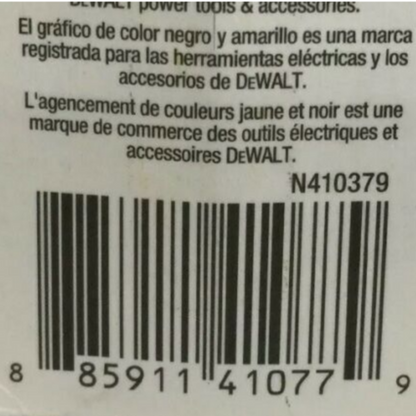 DEWALT power tools & accessories.
El gráfico de color negro y amarillo es una marca
registrada para las herramientas eléctricas y los
accesorios de DEWALT.
L'agencement de couleurs jaune et noir est une
marque de commerce des outils électriques et
accessoires DEWALT.
N410379
8 85911 41077 9